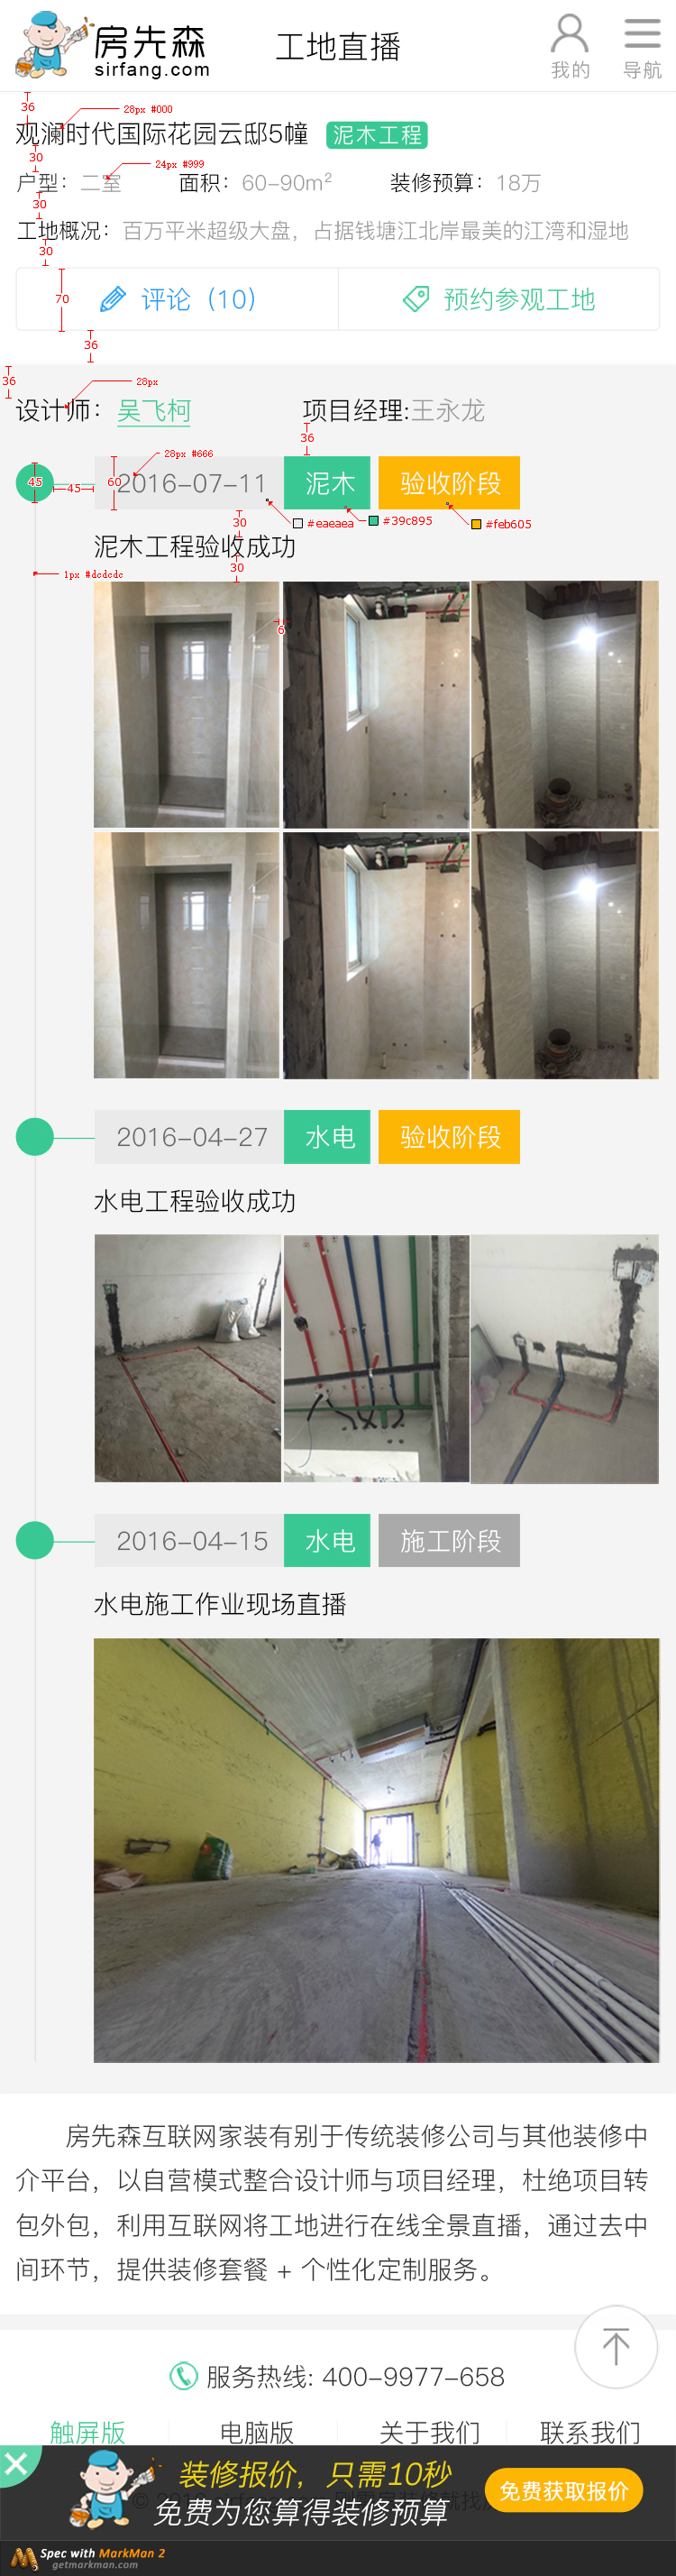 房先森
sirfang.com
工地直播
我的
导航
36
28px #000
观澜时代国际花园云邸5幢 泥木工程
30
24px #999
户型：二室 面积：60-90m² 装修预算：18万
30
工地概况：百万平米超级大盘，占据钱塘江北岸最美的江湾和湿地
30
70
评论（10） 预约参观工地
36
36
28px
设计师：吴飞柯 项目经理:王永龙
36
28px #666
45
45
60
2016-07-11 泥木 验收阶段
30
#eaeaea #39c895 #feb605
泥木工程验收成功
30
1px #dcdcdc
6
2016-04-27 水电 验收阶段
水电工程验收成功
2016-04-15 水电 施工阶段
水电施工作业现场直播
房先森互联网家装有别于传统装修公司与其他装修中
介平台，以自营模式整合设计师与项目经理，杜绝项目转
包外包，利用互联网将工地进行在线全景直播，通过去中
间环节，提供装修套餐 + 个性化定制服务。
服务热线: 400-9977-658
触屏版 电脑版 关于我们 联系我们
装修报价，只需10秒
免费为您算得装修预算
免费获取报价
Spec with MarkMan 2
getmarkman.com